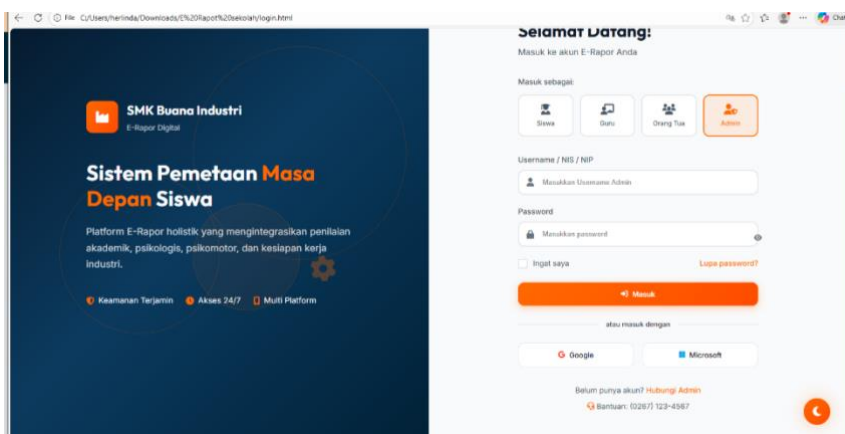 File C:/Users/herlinda/Downloads/E%20Rapot%20sekolah/login.html
SMK Buana Industri
E-Rapor Digital
Sistem Pemetaan Masa
Depan Siswa
Platform E-Rapor holistik yang mengintegrasikan penilaian
akademik, psikologis, psikomotor, dan kesiapan kerja
industri.
Keamanan Terjamin Akses 24/7 Multi Platform
Selamat Datang!
Masuk ke akun E-Rapor Anda
Masuk sebagai:
Siswa Guru Orang Tua Admin
Username / NIS / NIP
Masukkan Username Admin
Password
Masukkan password
Ingat saya Lupa password?
Masuk
atau masuk dengan
Google Microsoft
Belum punya akun? Hubungi Admin
Bantuan: (0267) 123-4567